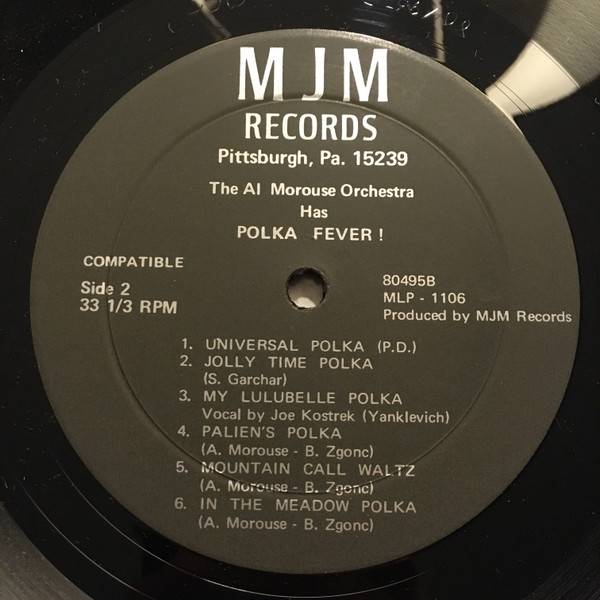 MJM
RECORDS
Pittsburgh, Pa. 15239
The Al Morouse Orchestra
Has
POLKA FEVER!
COMPATIBLE
Side 2
33 1/3 RPM
80495B
MLP - 1106
Produced by MJM Records
1. UNIVERSAL POLKA (P.D.)
2. JOLLY TIME POLKA
(S. Garchar)
3. MY LULUBELLE POLKA
Vocal by Joe Kostrek (Yanklevich)
4. PALIEN'S POLKA
(A. Morouse - B. Zgonc)
5. MOUNTAIN CALL WALTZ
(A. Morouse - B. Zgonc)
6. IN THE MEADOW POLKA
(A. Morouse - B. Zgonc)